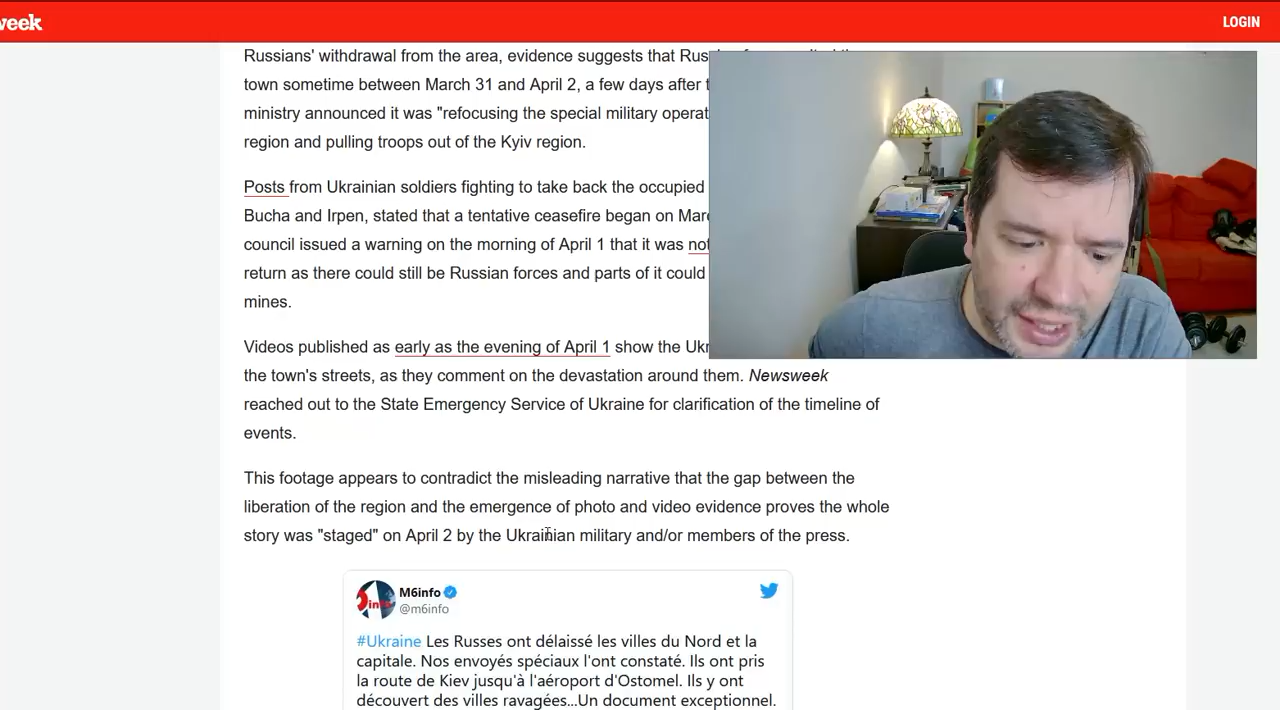 week
LOGIN
Russians' withdrawal from the area, evidence suggests that
town sometime between March 31 and April 2, a few days after
ministry announced it was "refocusing the special military
region and pulling troops out of the Kyiv region.
Posts from Ukrainian soldiers fighting to take back the occupied
Bucha and Irpen, stated that a tentative ceasefire began on
council issued a warning on the morning of April 1 that it was not
return as there could still be Russian forces and parts of it could
mines.
Videos published as early as the evening of April 1 show the
the town's streets, as they comment on the devastation around them. Newsweek
reached out to the State Emergency Service of Ukraine for clarification of the timeline of
events.
This footage appears to contradict the misleading narrative that the gap between the
liberation of the region and the emergence of photo and video evidence proves the whole
story was "staged" on April 2 by the Ukrainian military and/or members of the press.
M6info
@m6info
#Ukraine Les Russes ont délaissé les villes du Nord et la
capitale. Nos envoyés spéciaux l'ont constaté. Ils ont pris
la route de Kiev jusqu'à l'aéroport d'Ostomel. Ils y ont
découvert des villes ravagées...Un document exceptionnel.